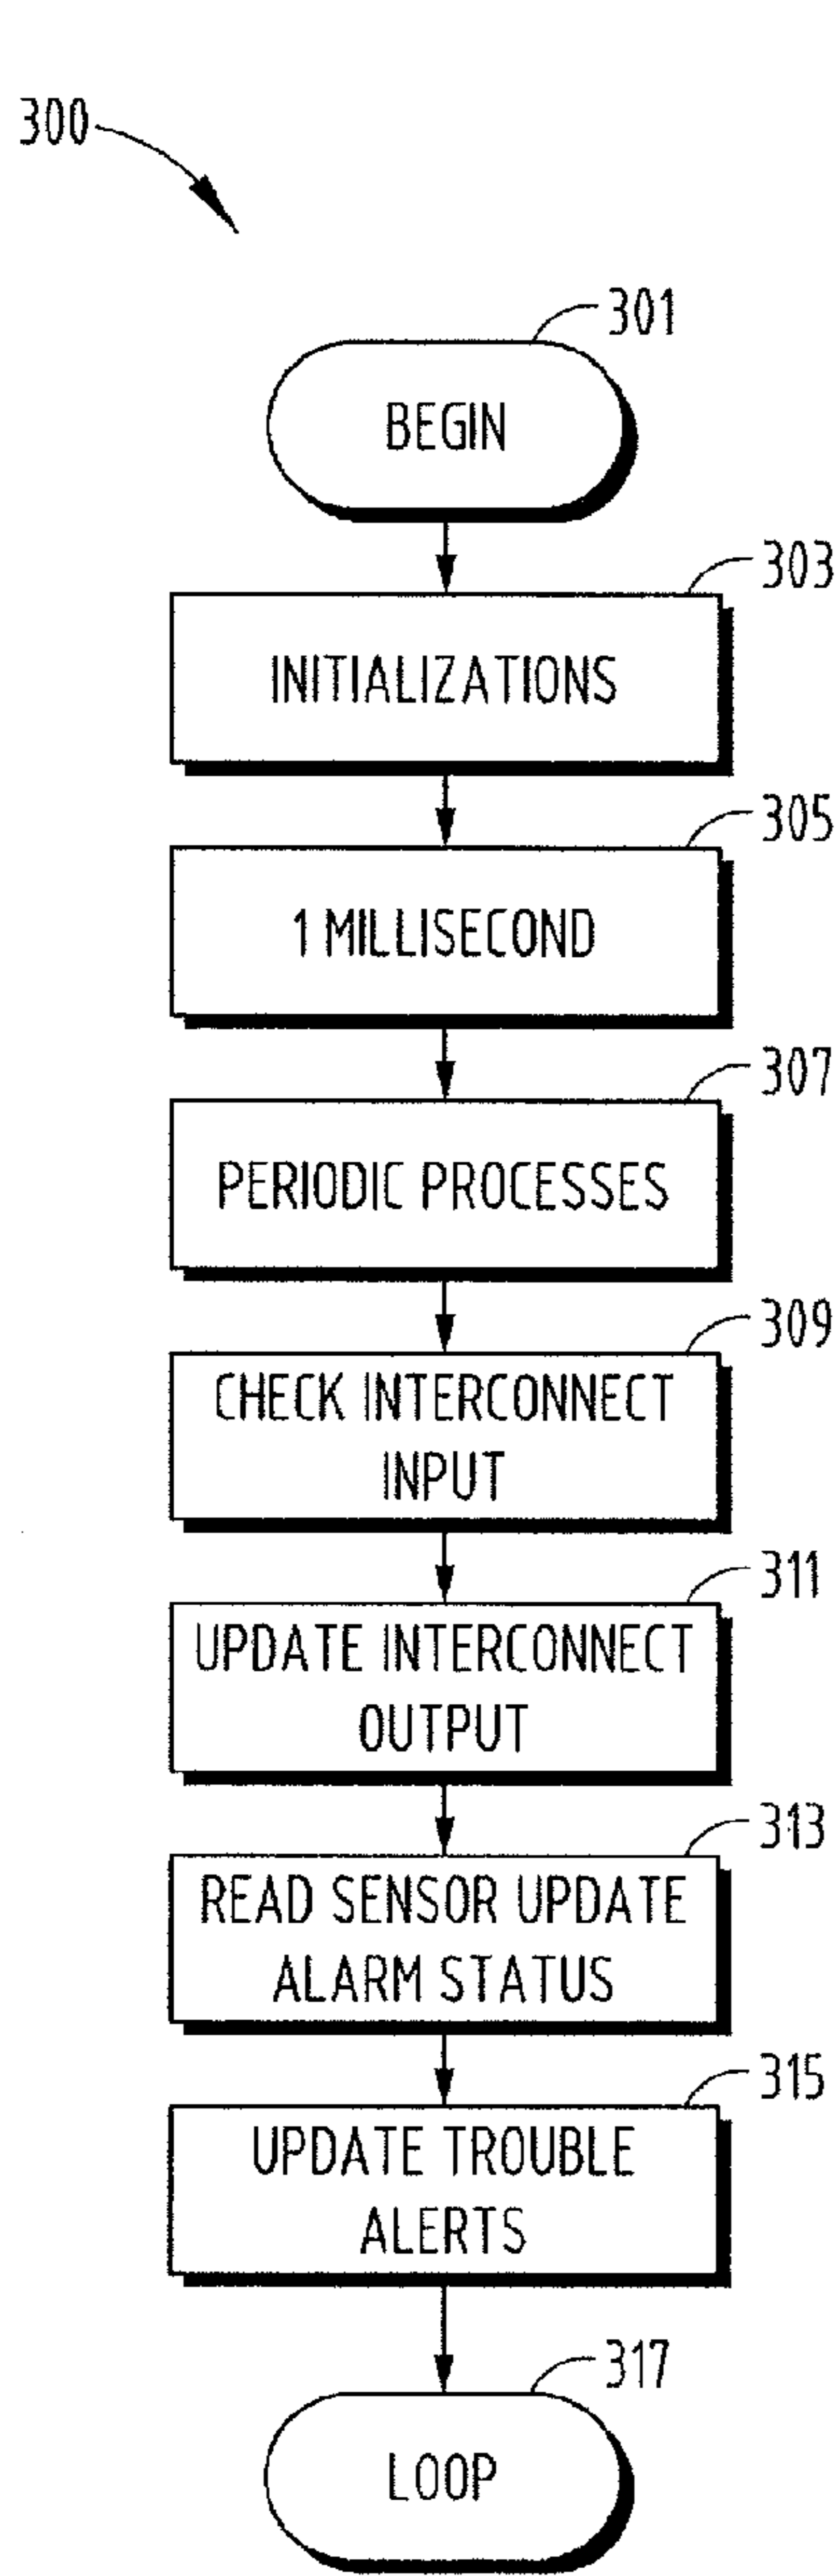 300
301
BEGIN
303
INITIALIZATIONS
305
1 MILLISECOND
307
PERIODIC PROCESSES
309
CHECK INTERCONNECT
INPUT
311
UPDATE INTERCONNECT
OUTPUT
313
READ SENSOR UPDATE
ALARM STATUS
315
UPDATE TROUBLE
ALERTS
317
LOOP